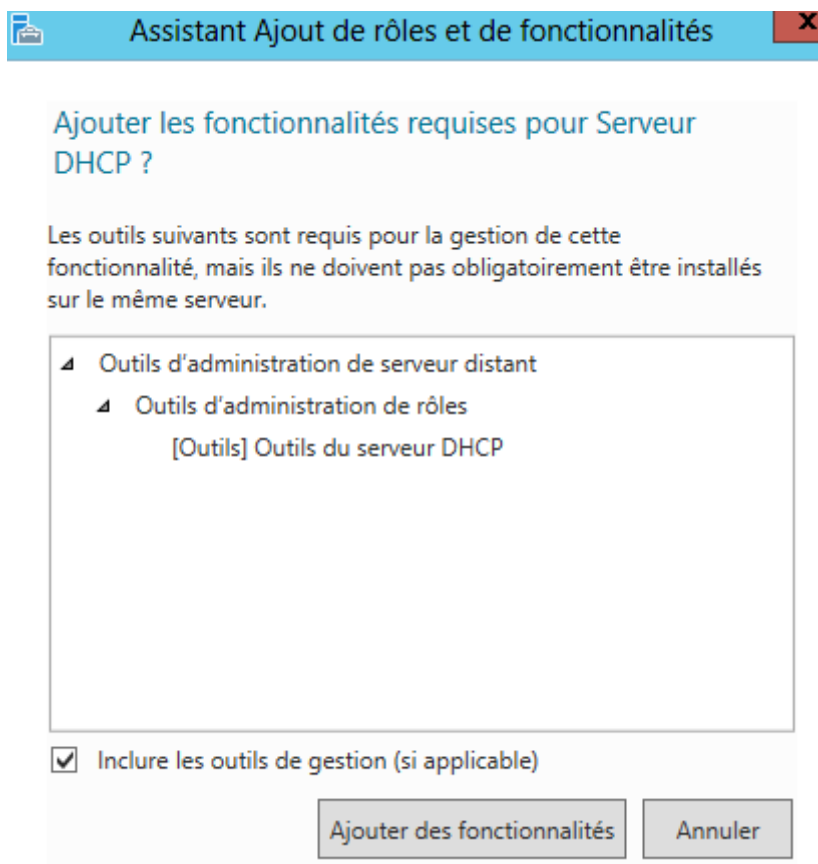 Assistant Ajout de rôles et de fonctionnalités
x
Ajouter les fonctionnalités requises pour Serveur
DHCP ?
Les outils suivants sont requis pour la gestion de cette
fonctionnalité, mais ils ne doivent pas obligatoirement être installés
sur le même serveur.
Outils d'administration de serveur distant
Outils d'administration de rôles
[Outils] Outils du serveur DHCP
Inclure les outils de gestion (si applicable)
Ajouter des fonctionnalités
Annuler